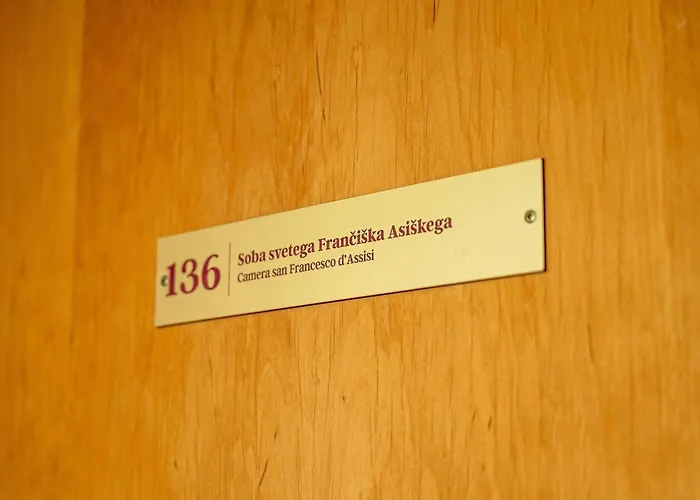 136
Soba svetega Frančiška Asiškega
Camera san Francesco d'Assisi